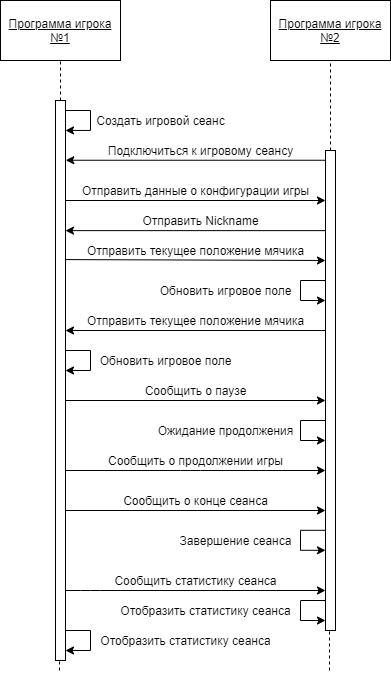 Программа игрока
№1
Программа игрока
№2
Создать игровой сеанс
Подключиться к игровому сеансу
Отправить данные о конфигурации игры
Отправить Nickname
Отправить текущее положение мячика
Обновить игровое поле
Отправить текущее положение мячика
Обновить игровое поле
Сообщить о паузе
Ожидание продолжения
Сообщить о продолжении игры
Сообщить о конце сеанса
Завершение сеанса
Сообщить статистику сеанса
Отобразить статистику сеанса
Отобразить статистику сеанса